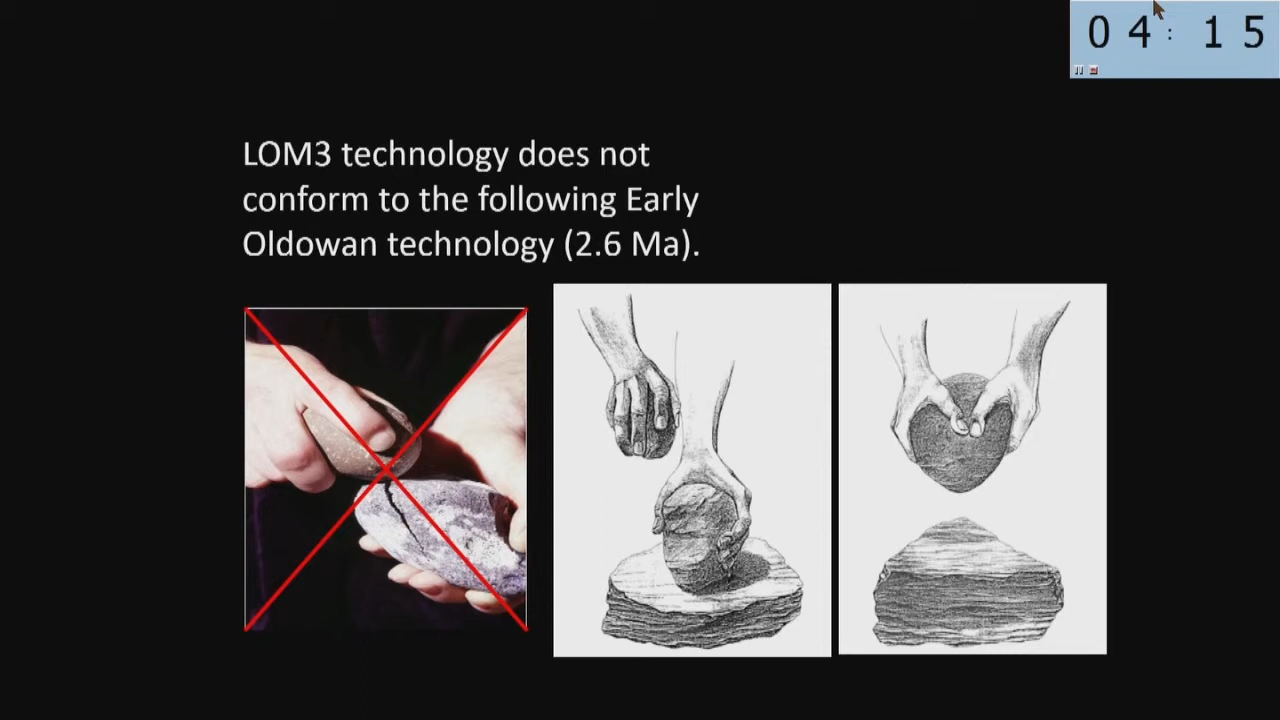 04:15
LOM3 technology does not
conform to the following Early
Oldowan technology (2.6 Ma).